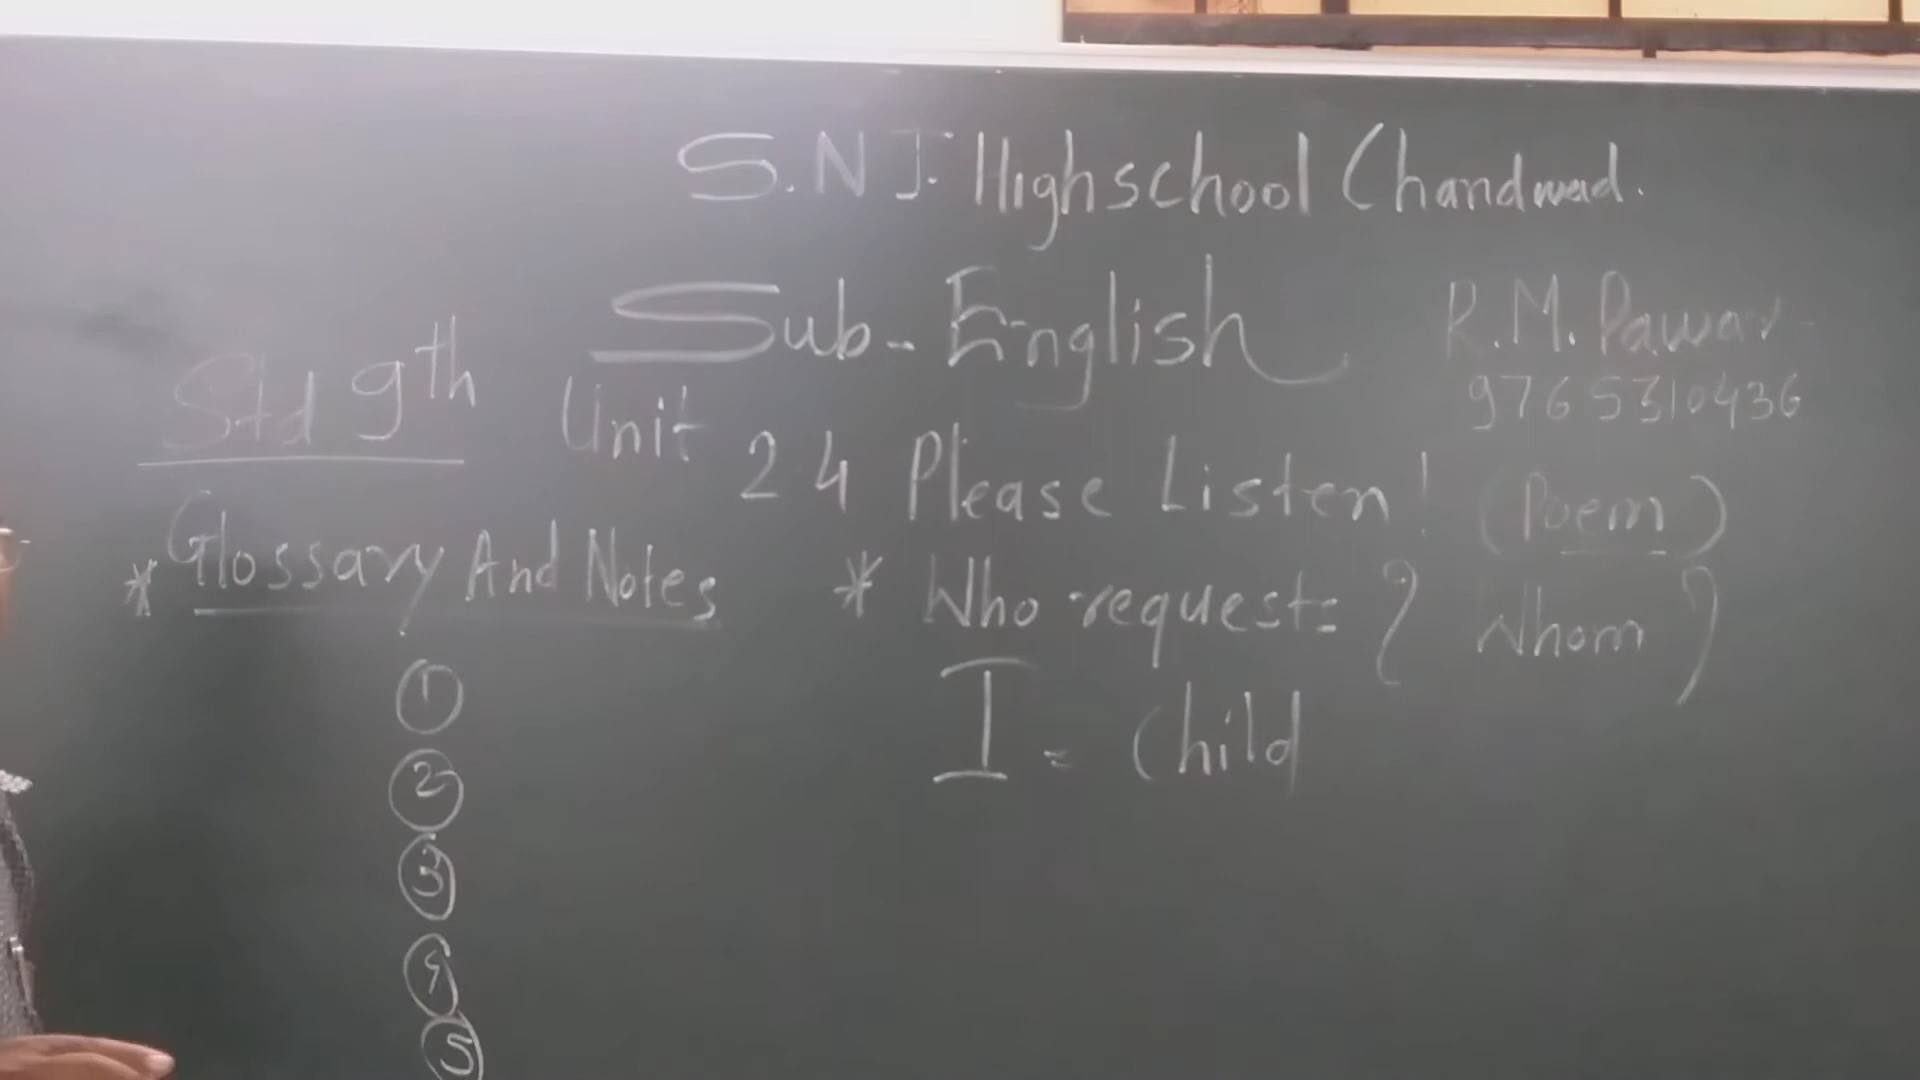 S.N.J. Highschool Chandwad.
Sub- English
R.M. Pawar
9765310436
Std 9th
Unit 2.4 Please Listen! (Poem)
* Glossary And Notes
* Who requests ? Whom ?
1
I = Child
2
3
4
5